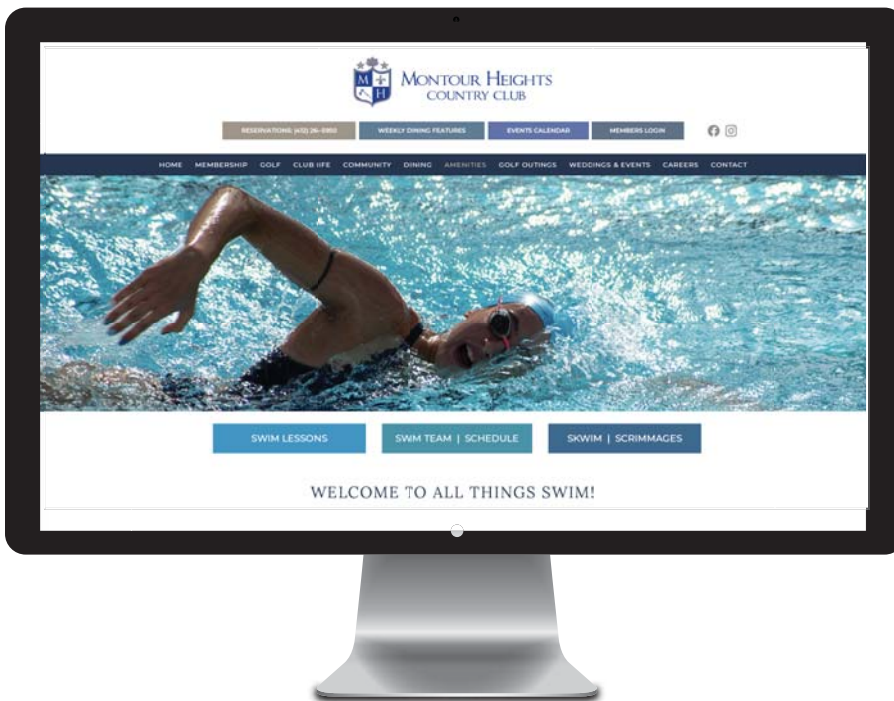 M H
MONTOUR HEIGHTS
COUNTRY CLUB
WEEKLY DINING FEATURES EVENTS CALENDAR MEMBERS LOGIN
HOME MEMBERSHIP GOLF CLUB lIFE COMMUNITY DINING AMENITIES GOLF OUTINGS WEDDINGS & EVENTS CAREERS CONTACT
SWIM LESSONS SWM TEAM | SCHEDULE SKWIM | SCRIMMAGES
WELCOME TO ALL THINGS SWIM!